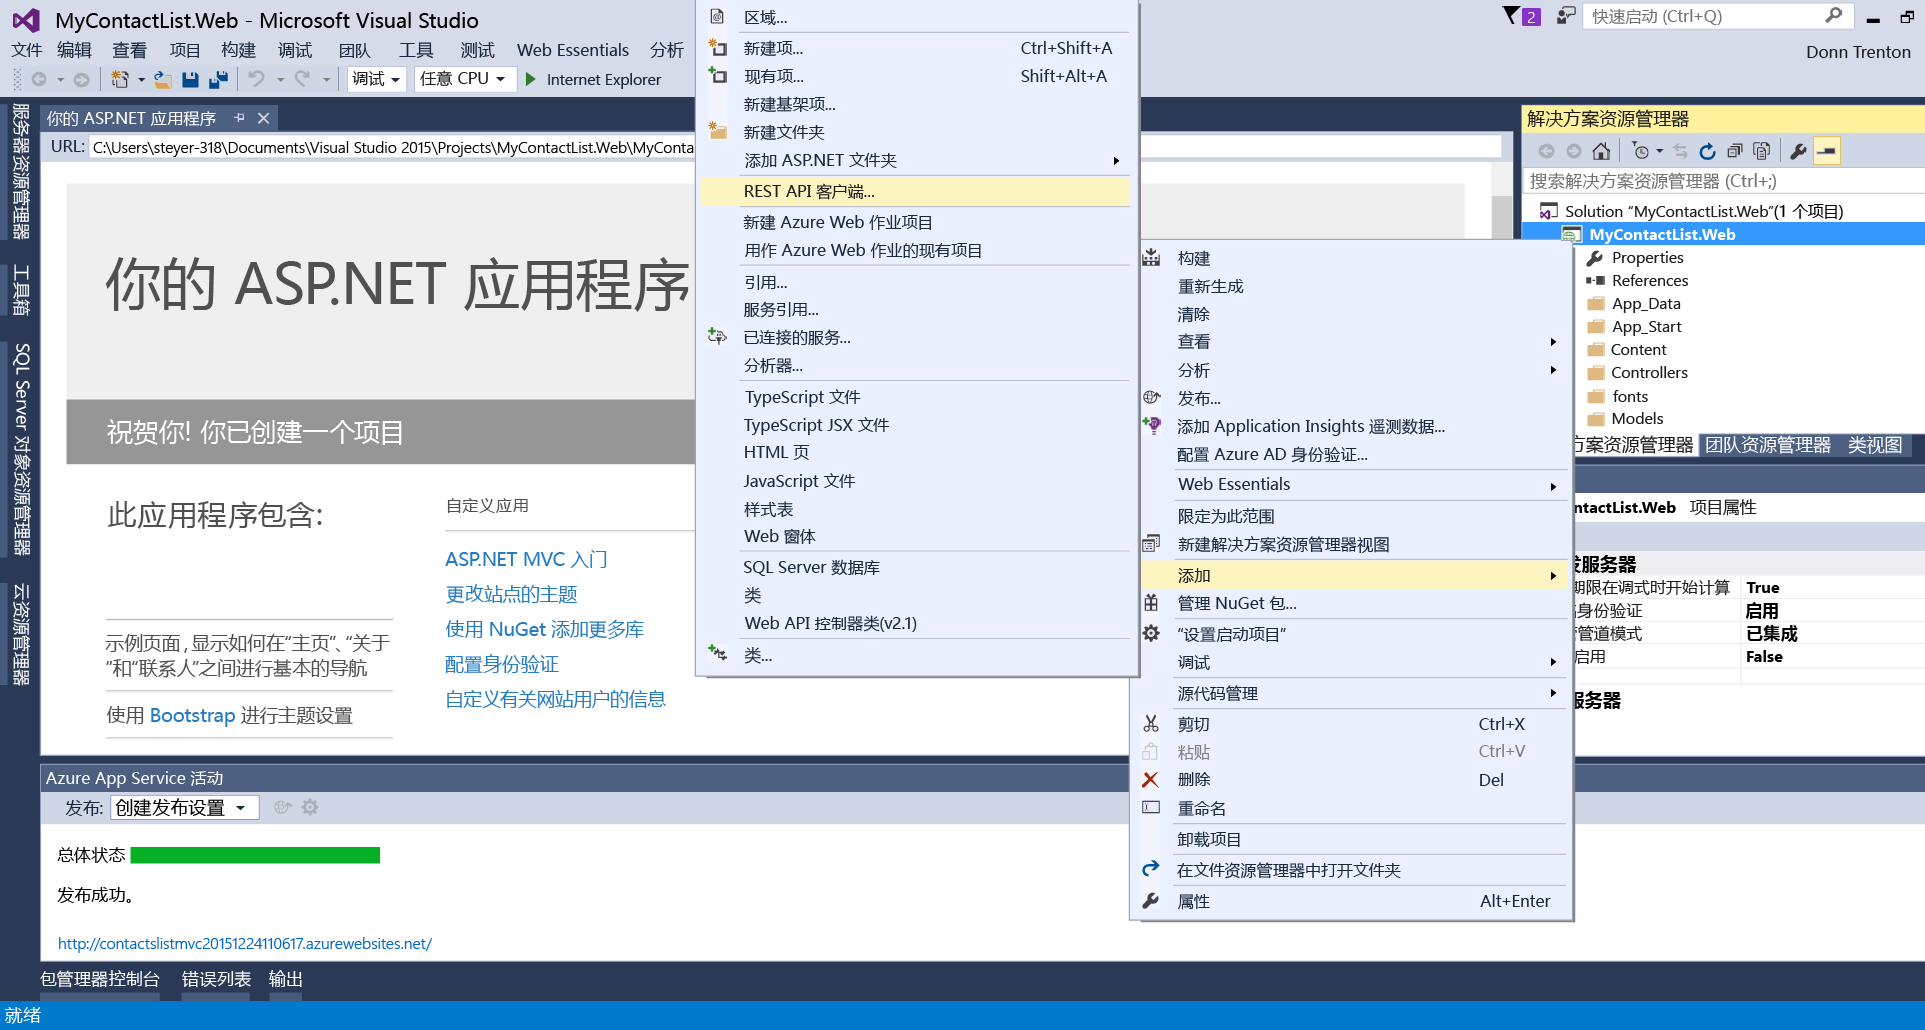 MyContactList.Web - Microsoft Visual Studio
2
快速启动 (Ctrl+Q)
文件 编辑 查看 项目 构建 调试 团队 工具 测试 Web Essentials 分析
Donn Trenton
调试 任意 CPU Internet Explorer
服务器资源管理器
工具箱
SQL Server 对象资源管理器
云资源管理器
你的 ASP.NET 应用程序
URL: C:\Users\steyer-318\Documents\Visual Studio 2015\Projects\MyContactList.Web\MyConta
你的 ASP.NET 应用程序
祝贺你! 你已创建一个项目
此应用程序包含:
示例页面,显示如何在“主页”、“关于
”和“联系人”之间进行基本的导航
使用 Bootstrap 进行主题设置
自定义应用
ASP.NET MVC 入门
更改站点的主题
使用 NuGet 添加更多库
配置身份验证
自定义有关网站用户的信息
区域...
新建项... Ctrl+Shift+A
现有项... Shift+Alt+A
新建基架项...
新建文件夹
添加 ASP.NET 文件夹
REST API 客户端...
新建 Azure Web 作业项目
用作 Azure Web 作业的现有项目
引用...
服务引用...
已连接的服务...
分析器...
TypeScript 文件
TypeScript JSX 文件
HTML 页
JavaScript 文件
样式表
Web 窗体
SQL Server 数据库
类
Web API 控制器类(v2.1)
类...
构建
重新生成
清除
查看
分析
发布...
添加 Application Insights 遥测数据...
配置 Azure AD 身份验证...
Web Essentials
限定为此范围
新建解决方案资源管理器视图
添加
管理 NuGet 包...
“设置启动项目”
调试
源代码管理
剪切 Ctrl+X
粘贴 Ctrl+V
删除 Del
重命名
卸载项目
在文件资源管理器中打开文件夹
属性 Alt+Enter
解决方案资源管理器
搜索解决方案资源管理器 (Ctrl+;)
Solution “MyContactList.Web”(1 个项目)
MyContactList.Web
Properties
References
App_Data
App_Start
Content
Controllers
fonts
Models
方案资源管理器 团队资源管理器 类视图
ntactList.Web 项目属性
服务器
期限在调式时开始计算 True
身份验证 启用
管道模式 已集成
启用 False
服务器
Azure App Service 活动
发布: 创建发布设置
总体状态
发布成功。
http://contactslistmvc20151224110617.azurewebsites.net/
包管理器控制台 错误列表 输出
就绪